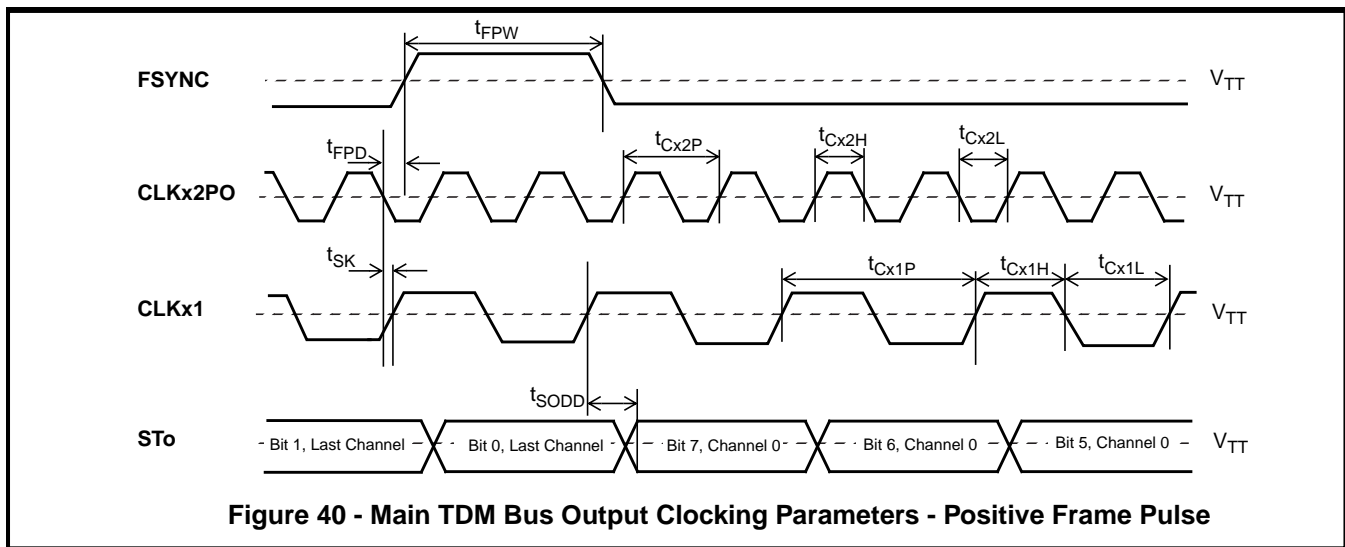 tFPW
FSYNC
VTT
tFPD
tCx2P
tCx2H
tCx2L
CLKx2PO
VTT
tSK
tCx1P
tCx1H
tCx1L
CLKx1
VTT
tSODD
STo
Bit 1, Last Channel
Bit 0, Last Channel
Bit 7, Channel 0
Bit 6, Channel 0
Bit 5, Channel 0
VTT
Figure 40 - Main TDM Bus Output Clocking Parameters - Positive Frame Pulse